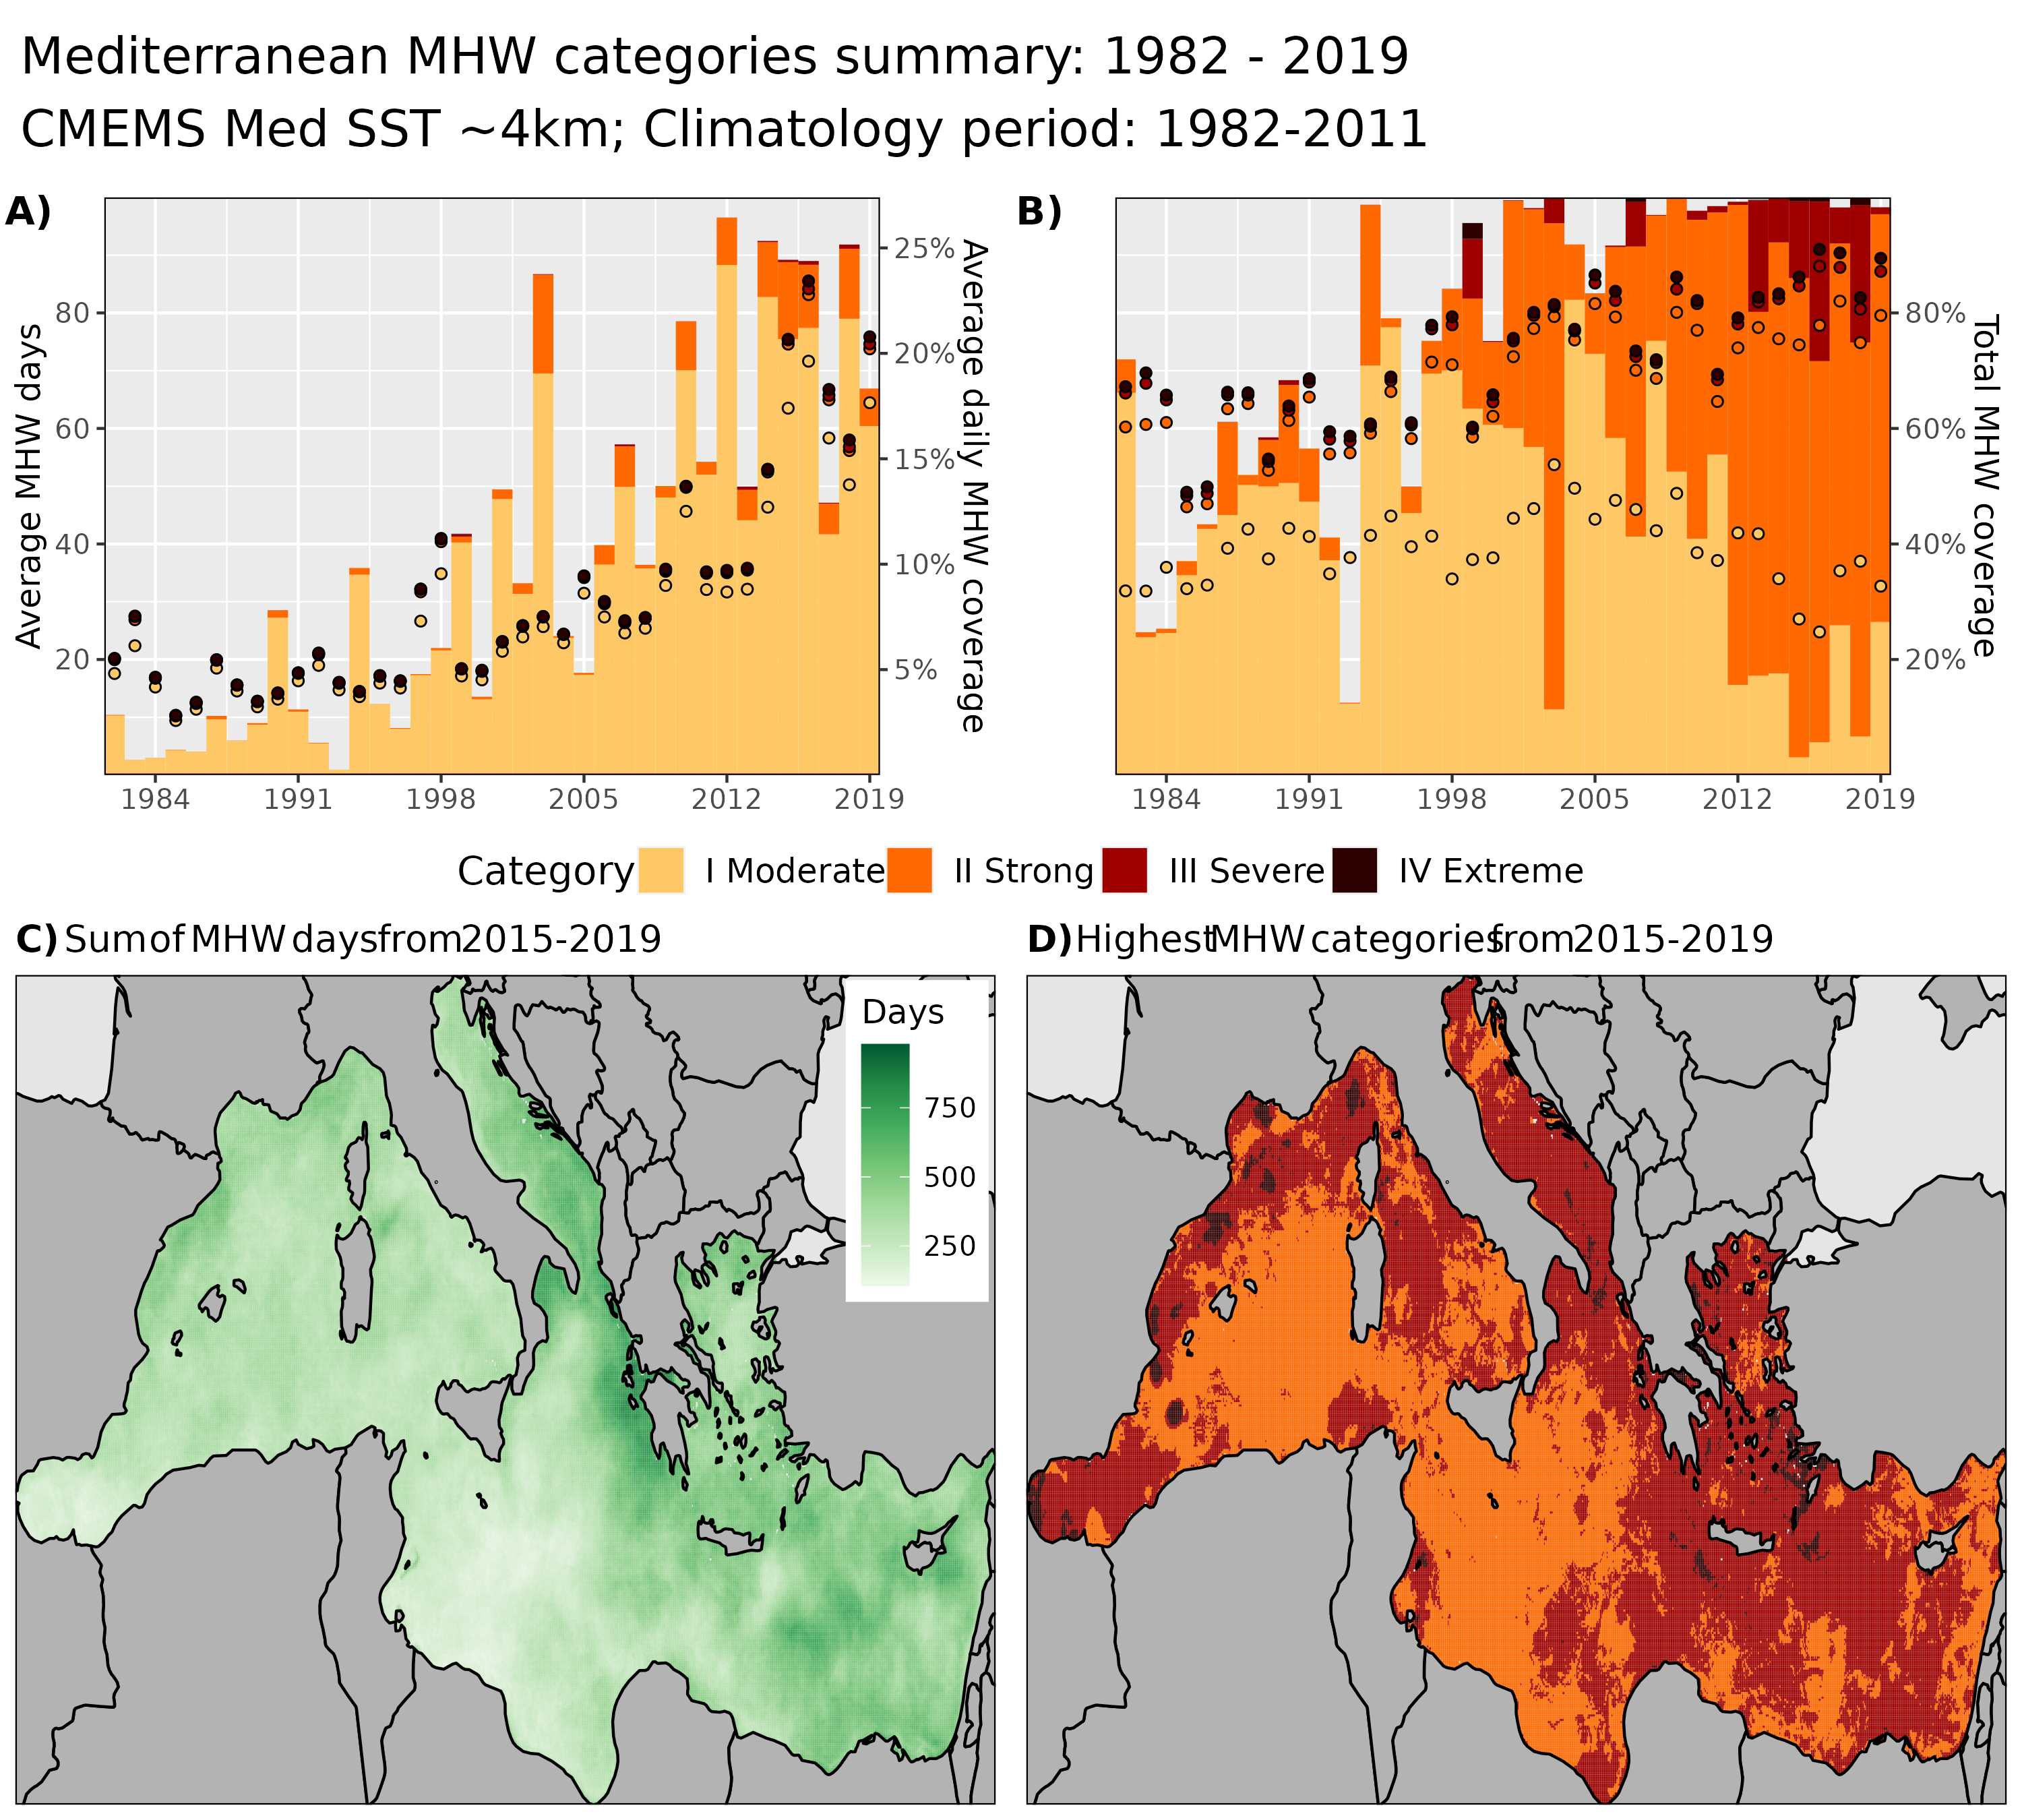 Mediterranean MHW categories summary: 1982 - 2019
CMEMS Med SST ~4km; Climatology period: 1982-2011
A)
Average MHW days
80
60
40
20
25%
20%
15%
10%
5%
Average daily MHW coverage
1984 1991 1998 2005 2012 2019
B)
80%
60%
40%
20%
Total MHW coverage
1984 1991 1998 2005 2012 2019
Category I Moderate II Strong III Severe IV Extreme
C) Sum of MHW days from 2015-2019
Days
750
500
250
D) Highest MHW categories from 2015-2019